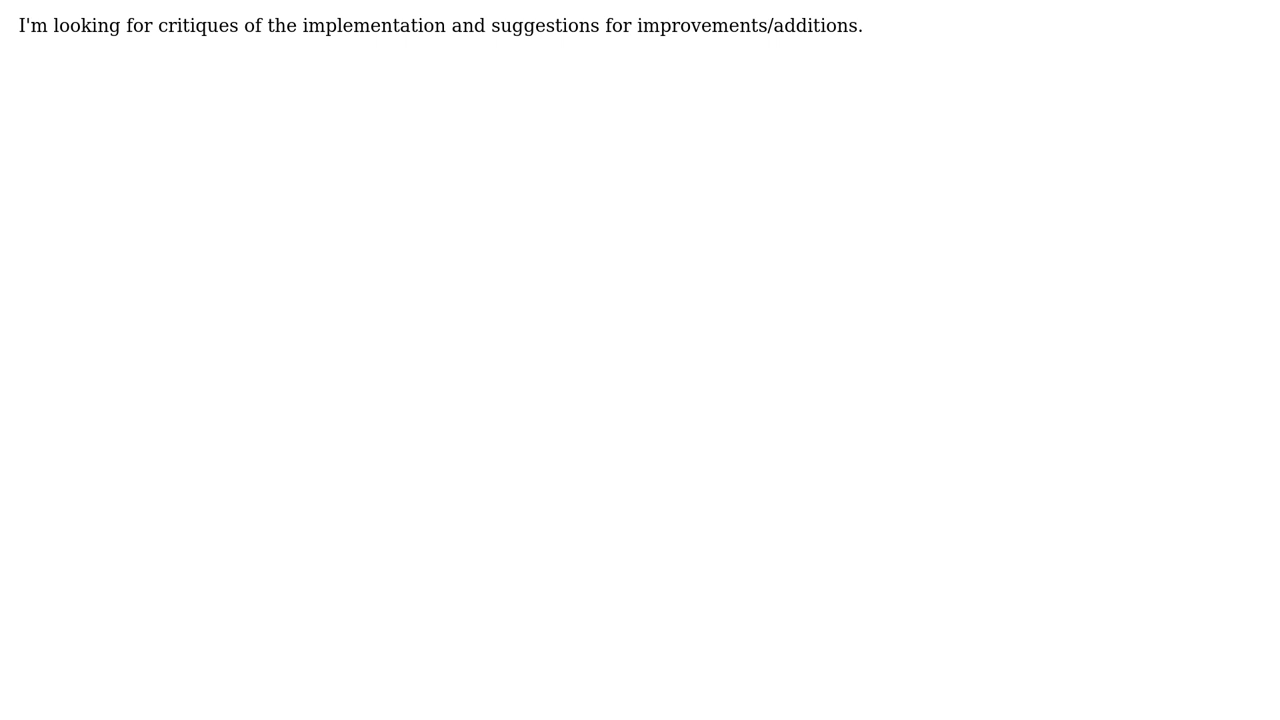 I'm looking for critiques of the implementation and suggestions for improvements/additions.